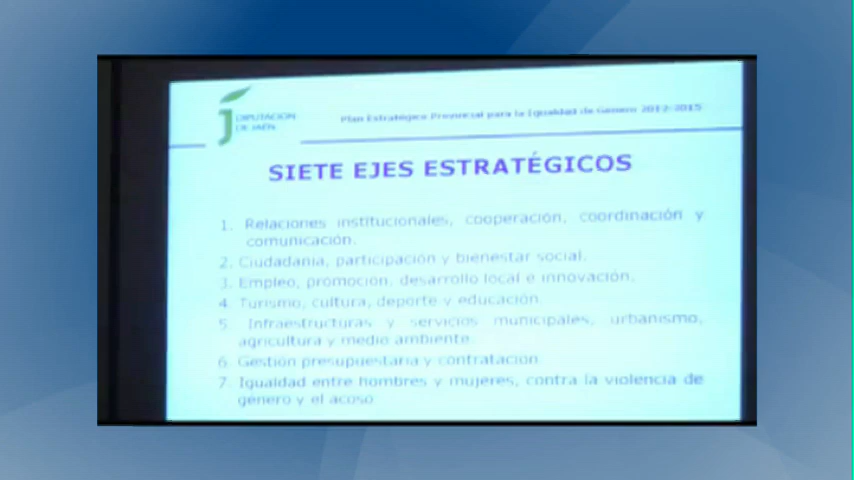 DIPUTACIÓN
DE JAÉN
Plan Estratégico Provincial para la Igualdad de Género 2012-2015
SIETE EJES ESTRATÉGICOS
1. Relaciones institucionales, cooperación, coordinación y
comunicación.
2. Ciudadanía, participación y bienestar social.
3. Empleo, promoción, desarrollo local e innovación.
4. Turismo, cultura, deporte y educación.
5. Infraestructuras y servicios municipales, urbanismo,
agricultura y medio ambiente.
6. Gestión presupuestaria y contratación.
7. Igualdad entre hombres y mujeres, contra la violencia de
género y el acoso